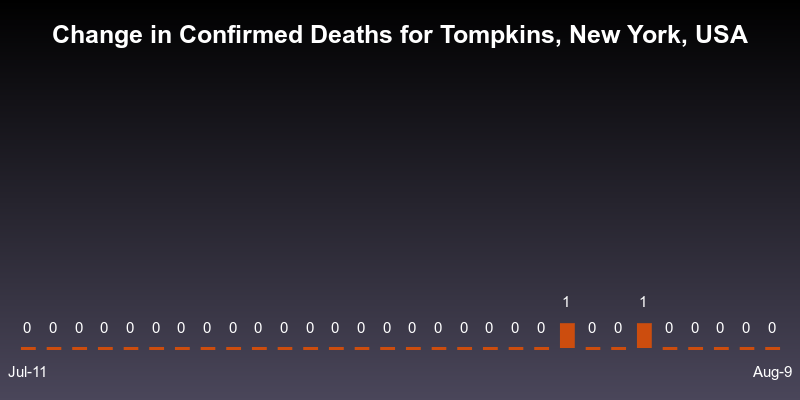 Change in Confirmed Deaths for Tompkins, New York, USA
1 1
0 0 0 0 0 0 0 0 0 0 0 0 0 0 0 0 0 0 0 0 0 0 0 0 0 0 0 0
Jul-11 Aug-9